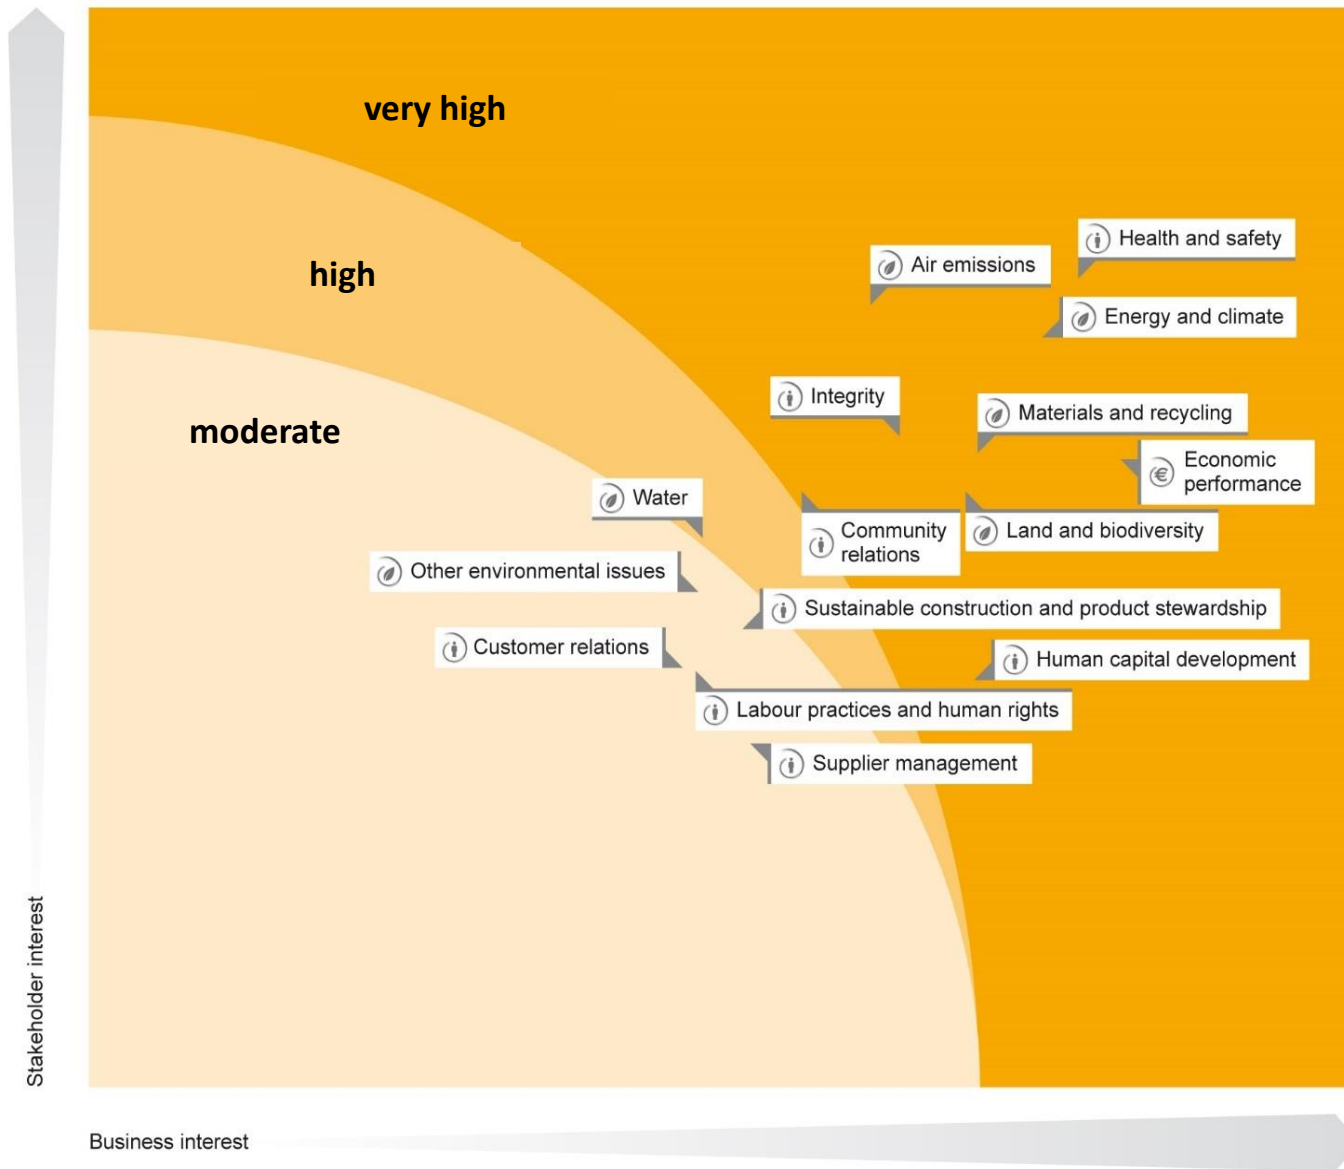 very high
Health and safety
Air emissions
high
Energy and climate
Integrity
Materials and recycling
moderate
Economic
performance
Water
Community
relations
Land and biodiversity
Other environmental issues
Sustainable construction and product stewardship
Customer relations
Human capital development
Labour practices and human rights
Supplier management
Stakeholder interest
Business interest